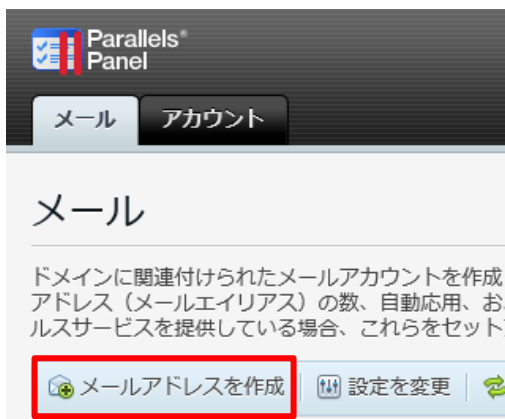 Parallels®
Panel
メール アカウント
メール
ドメインに関連付けられたメールアカウントを作成
アドレス（メールエイリアス）の数、自動応用、お
ルスサービスを提供している場合、これらをセット
メールアドレスを作成 設定を変更